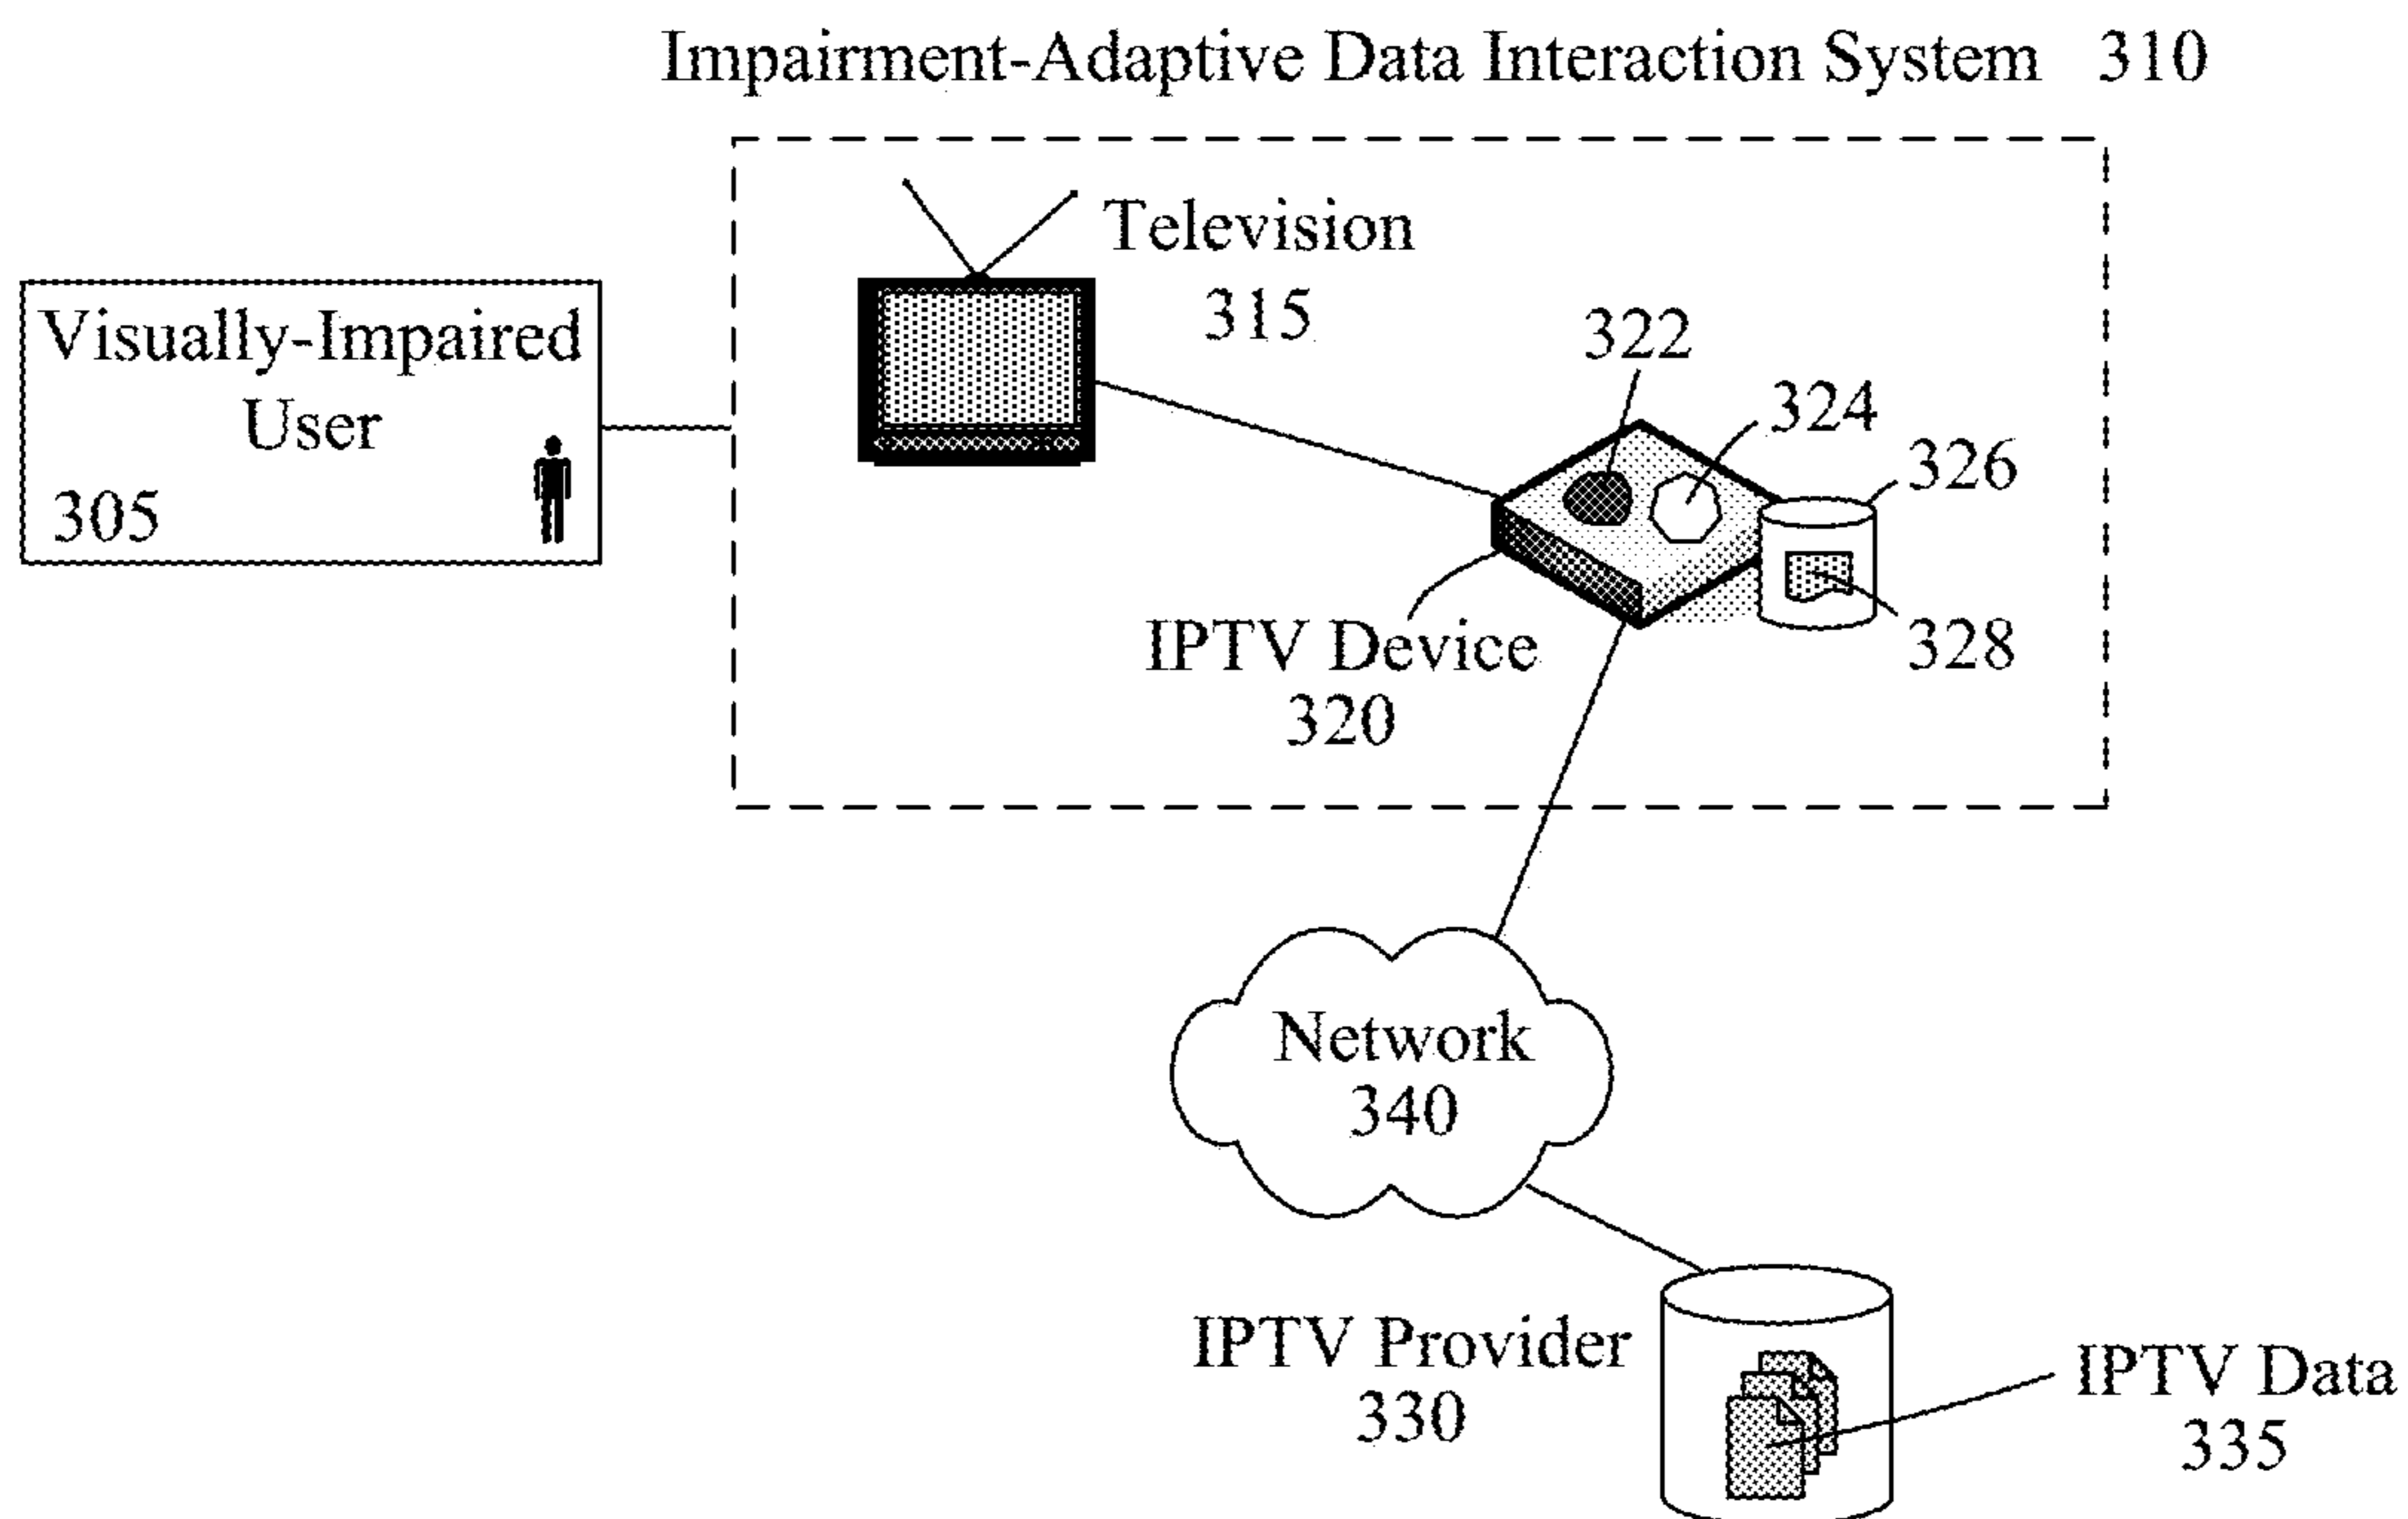 Impairment-Adaptive Data Interaction System 310
Television
315
Visually-Impaired
User
305
322
324
326
328
IPTV Device
320
Network
340
IPTV Provider
330
IPTV Data
335